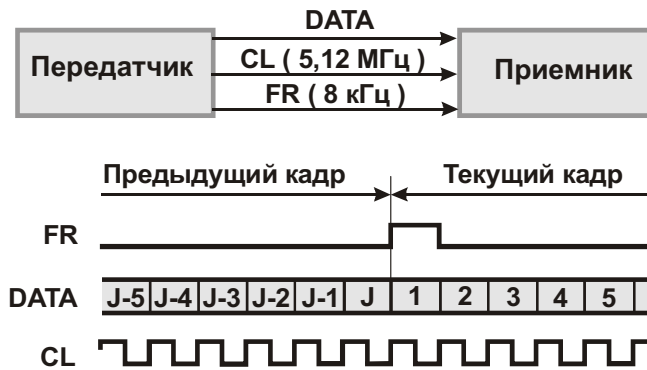 DATA
Передатчик
CL ( 5,12 МГц )
Приемник
FR ( 8 кГц )
Предыдущий кадр
Текущий кадр
FR
DATA J-5 J-4 J-3 J-2 J-1 J 1 2 3 4 5
CL